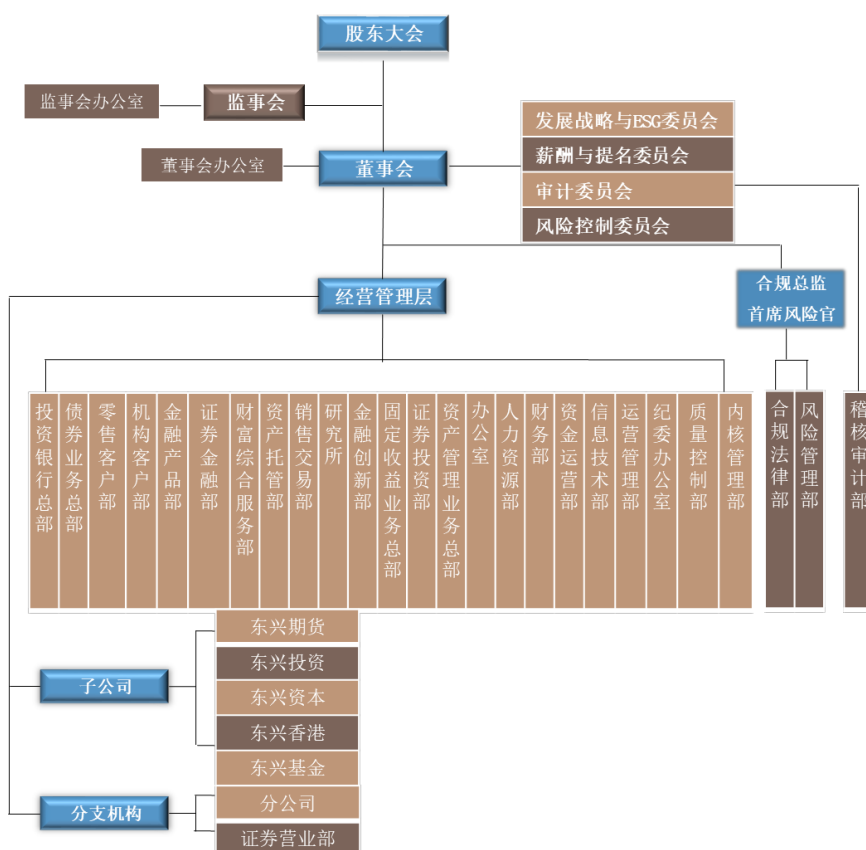 股东大会
监事会办公室
监事会
董事会办公室
董事会
发展战略与ESG委员会
薪酬与提名委员会
审计委员会
风险控制委员会
经营管理层
合规总监
首席风险官
投资银行总部
债券业务总部
零售客户部
机构客户部
金融产品部
证券金融部
财富综合服务部
资产托管部
销售交易部
研究所
金融创新部
固定收益业务总部
证券投资部
资产管理业务总部
办公室
人力资源部
财务部
资金运营部
信息技术部
运营管理部
纪委办公室
质量控制部
内核管理部
合规法律部
风险管理部
稽核审计部
东兴期货
东兴投资
子公司
东兴资本
东兴香港
东兴基金
分支机构
分公司
证券营业部